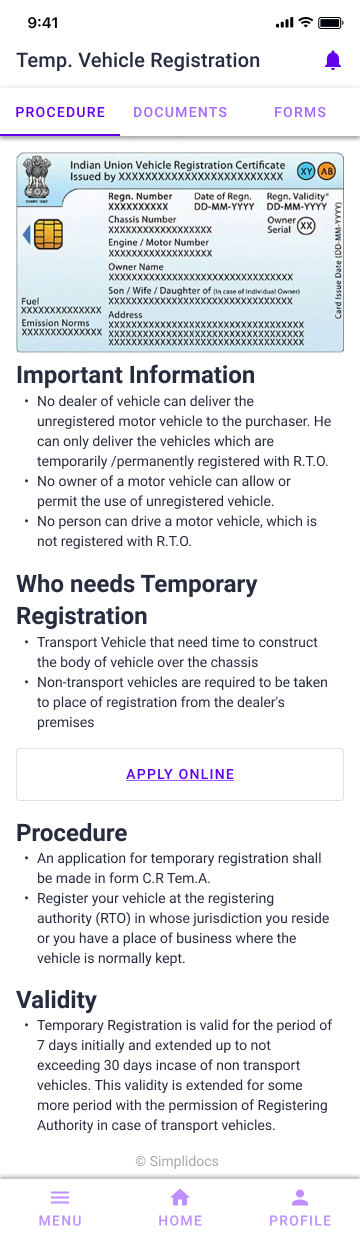 9:41
Temp. Vehicle Registration
PROCEDURE DOCUMENTS FORMS
Indian Union Vehicle Registration Certificate
Issued by XXXXXXXXXXXXXXXXXXXXXXXX
XY AB
Regn. Number Date of Regn. Regn. Validity*
XXXXXXXXXX DD-MM-YYYY DD-MM-YYYY
Chassis Number
XXXXXXXXXXXXXXXXX
Owner
Serial XX
Engine / Motor Number
XXXXXXXXXXXXXXXXX
Owner Name
XXXXXXXXXXXXXXXXXXXXXXXXXXXXXX
Son / Wife / Daughter of (In case of Individual Owner)
XXXXXXXXXXXXXXXXXXXXXXXXXXXXXX
Fuel
XXXXXXXXXXXXX
Emission Norms
XXXXXXXXXXXXX
Address
XXXXXXXXXXXXXXXXXXXXXXXXXXXXXXXX
XXXXXXXXXXXXXXXXXXXXXXXXXXXXXXXX
XXXXXXXXXXXXXXXXXXXXXXXXXXXXXXXX
Card Issue Date (DD-MM-YYYY)
Important Information
• No dealer of vehicle can deliver the
unregistered motor vehicle to the purchaser. He
can only deliver the vehicles which are
temporarily /permanently registered with R.T.O.
• No owner of a motor vehicle can allow or
permit the use of unregistered vehicle.
• No person can drive a motor vehicle, which is
not registered with R.T.O.
Who needs Temporary
Registration
• Transport Vehicle that need time to construct
the body of vehicle over the chassis
• Non-transport vehicles are required to be taken
to place of registration from the dealer's
premises
APPLY ONLINE
Procedure
• An application for temporary registration shall
be made in form C.R Tem.A.
• Register your vehicle at the registering
authority (RTO) in whose jurisdiction you reside
or you have a place of business where the
vehicle is normally kept.
Validity
• Temporary Registration is valid for the period of
7 days initially and extended up to not
exceeding 30 days incase of non transport
vehicles. This validity is extended for some
more period with the permission of Registering
Authority in case of transport vehicles.
© Simplidocs
MENU HOME PROFILE